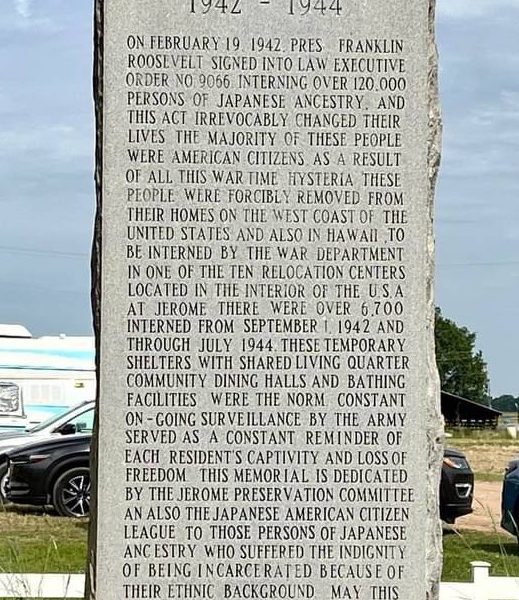 1942 - 1944
ON FEBRUARY 19, 1942, PRES FRANKLIN
ROOSEVELT SIGNED INTO LAW EXECUTIVE
ORDER NO. 9066 INTERNING OVER 120,000
PERSONS OF JAPANESE ANCESTRY, AND
THIS ACT IRREVOCABLY CHANGED THEIR
LIVES THE MAJORITY OF THESE PEOPLE
WERE AMERICAN CITIZENS AS A RESULT
OF ALL THIS WAR TIME HYSTERIA THESE
PEOPLE WERE FORCIBLY REMOVED FROM
THEIR HOMES ON THE WEST COAST OF THE
UNITED STATES AND ALSO IN HAWAII, TO
BE INTERNED BY THE WAR DEPARTMENT
IN ONE OF THE TEN RELOCATION CENTERS
LOCATED IN THE INTERIOR OF THE U.S.A
AT JEROME THERE WERE OVER 6,700
INTERNED FROM SEPTEMBER 1, 1942 AND
THROUGH JULY 1944. THESE TEMPORARY
SHELTERS WITH SHARED LIVING QUARTER
COMMUNITY DINING HALLS AND BATHING
FACILITIES WERE THE NORM CONSTANT
ON-GOING SURVEILLANCE BY THE ARMY
SERVED AS A CONSTANT REMINDER OF
EACH RESIDENT'S CAPTIVITY AND LOSS OF
FREEDOM THIS MEMORIAL IS DEDICATED
BY THE JEROME PRESERVATION COMMITTEE
AN ALSO THE JAPANESE AMERICAN CITIZEN
LEAGUE TO THOSE PERSONS OF JAPANESE
ANCESTRY WHO SUFFERED THE INDIGNITY
OF BEING INCARCERATED BECAUSE OF
THEIR ETHNIC BACKGROUND MAY THIS